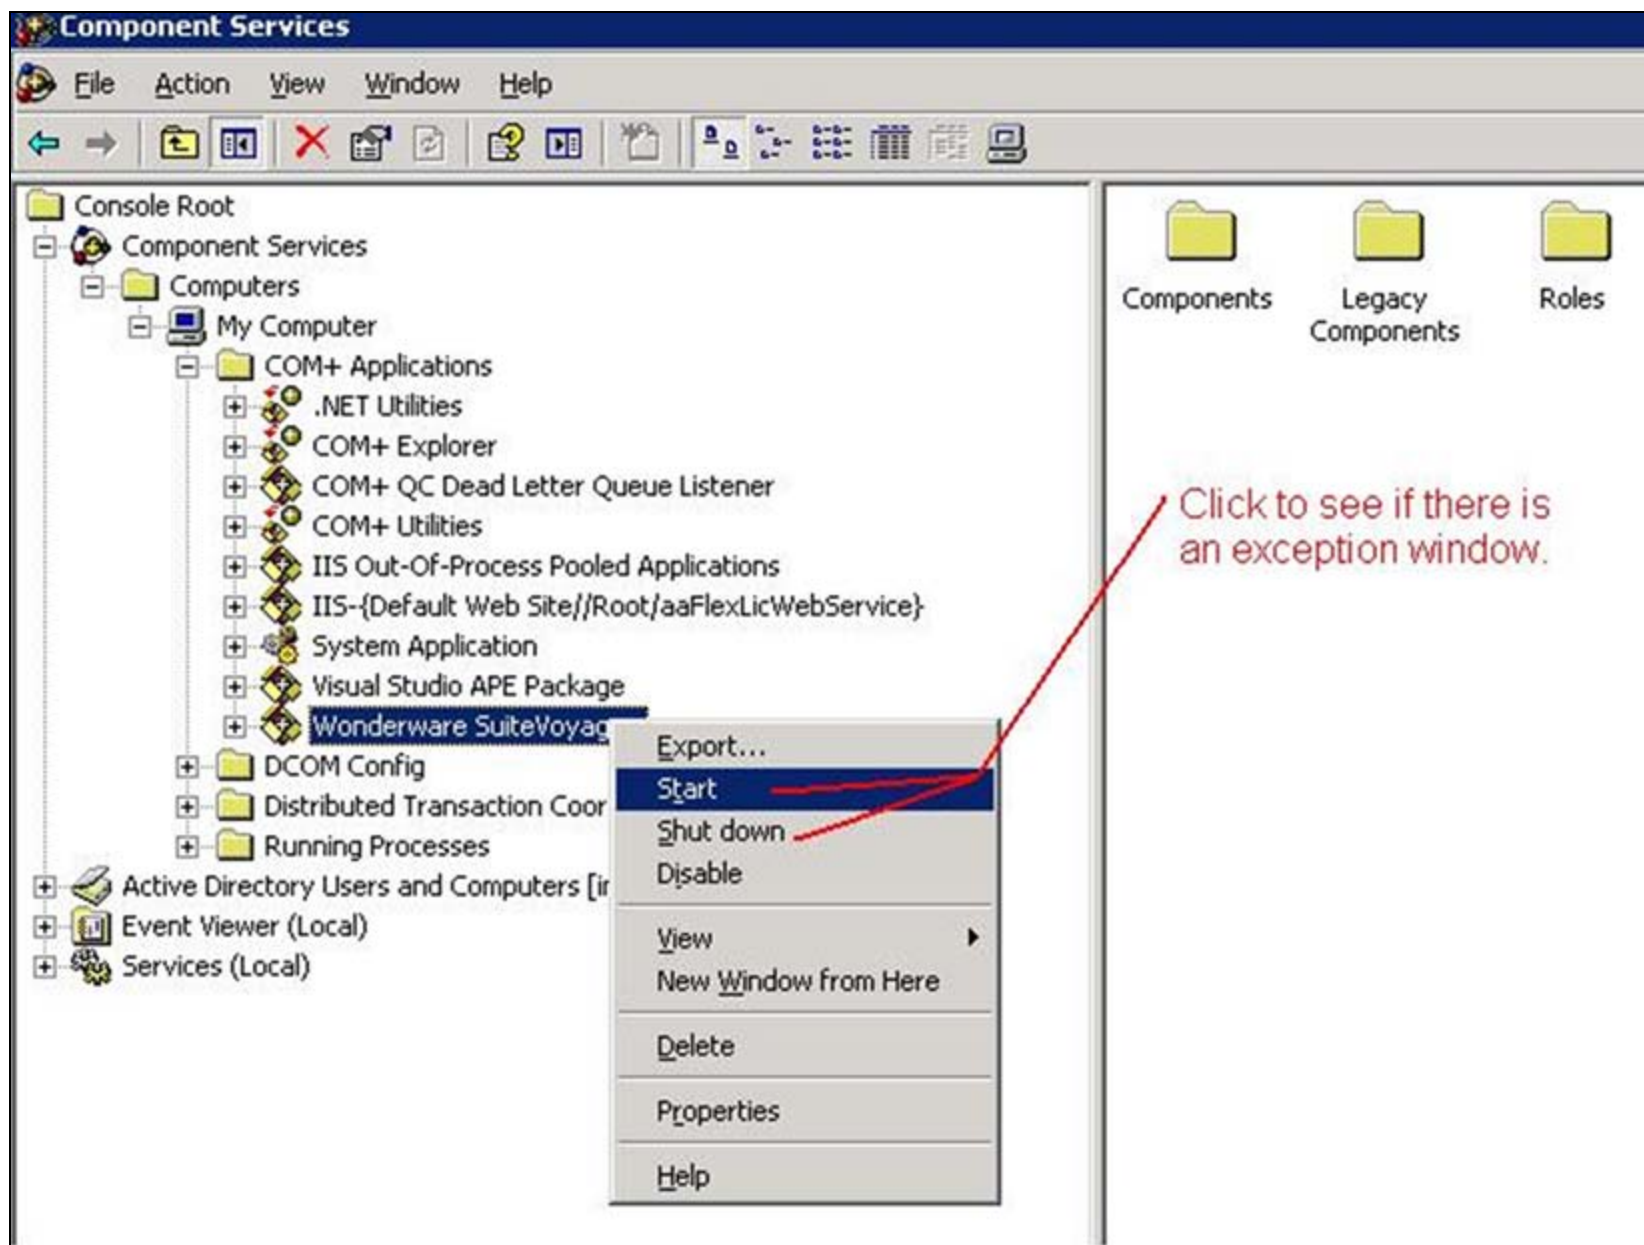 Component Services
File Action View Window Help
Console Root
Component Services
Computers
My Computer
COM+ Applications
.NET Utilities
COM+ Explorer
COM+ QC Dead Letter Queue Listener
COM+ Utilities
IIS Out-Of-Process Pooled Applications
IIS-{Default Web Site//Root/aaFlexLicWebService}
System Application
Visual Studio APE Package
Wonderware SuiteVoyag
DCOM Config
Distributed Transaction Coor
Running Processes
Active Directory Users and Computers [ir
Event Viewer (Local)
Services (Local)
Export...
Start
Shut down
Disable
View
New Window from Here
Delete
Properties
Help
Components
Legacy
Components
Roles
Click to see if there is
an exception window.